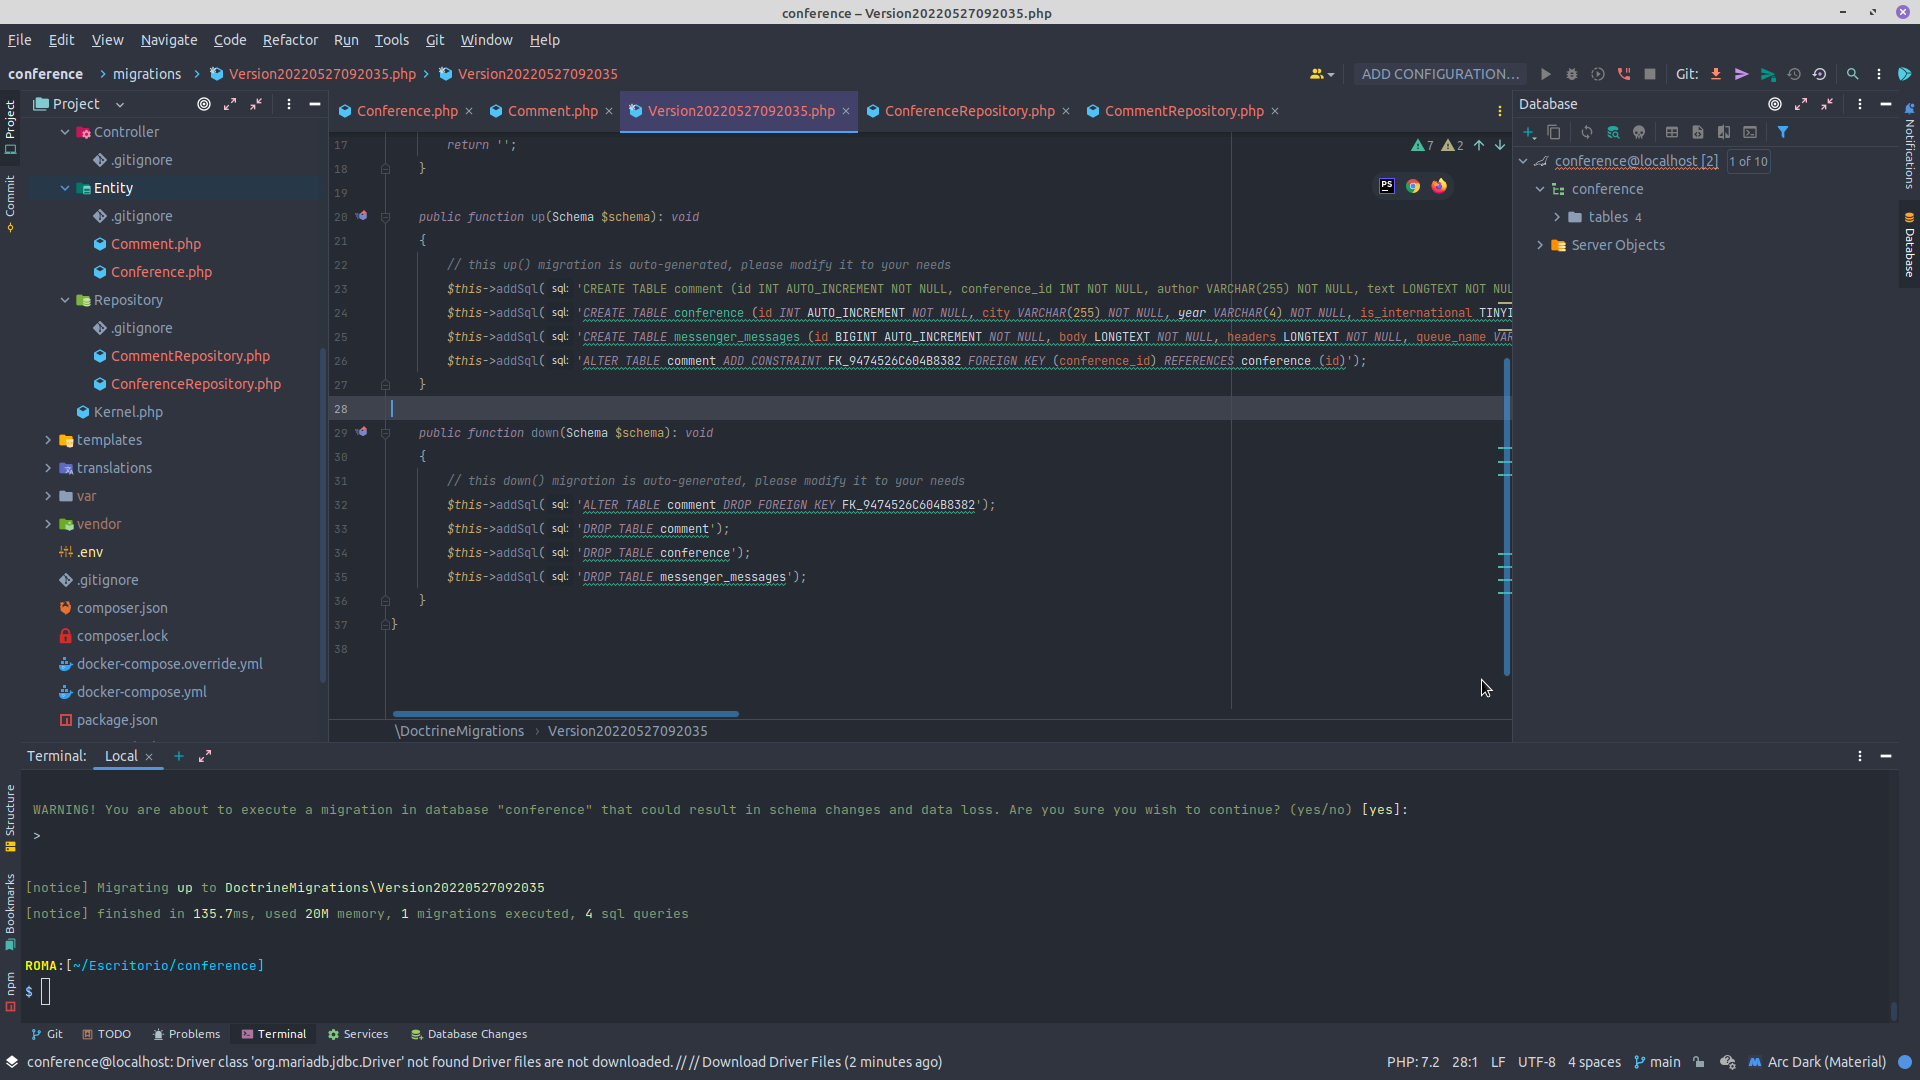 conference – Version20220527092035.php
File Edit View Navigate Code Refactor Run Tools Git Window Help
conference migrations Version20220527092035.php Version20220527092035
ADD CONFIGURATION... Git:
Project
Conference.php Comment.php Version20220527092035.php ConferenceRepository.php CommentRepository.php
Database
Controller
.gitignore
Entity
.gitignore
Comment.php
Conference.php
Repository
.gitignore
CommentRepository.php
ConferenceRepository.php
Kernel.php
templates
translations
var
vendor
.env
.gitignore
composer.json
composer.lock
docker-compose.override.yml
docker-compose.yml
package.json
Project
Commit
Structure
Bookmarks
npm
7 2
PS
17 return '';
18 }
19
20 public function up(Schema $schema): void
21 {
22 // this up() migration is auto-generated, please modify it to your needs
23 $this->addSql( sql: 'CREATE TABLE comment (id INT AUTO_INCREMENT NOT NULL, conference_id INT NOT NULL, author VARCHAR(255) NOT NULL, text LONGTEXT NOT NUL
24 $this->addSql( sql: 'CREATE TABLE conference (id INT AUTO_INCREMENT NOT NULL, city VARCHAR(255) NOT NULL, year VARCHAR(4) NOT NULL, is_international TINYI
25 $this->addSql( sql: 'CREATE TABLE messenger_messages (id BIGINT AUTO_INCREMENT NOT NULL, body LONGTEXT NOT NULL, headers LONGTEXT NOT NULL, queue_name VAR
26 $this->addSql( sql: 'ALTER TABLE comment ADD CONSTRAINT FK_9474526C604B8382 FOREIGN KEY (conference_id) REFERENCES conference (id)');
27 }
28
29 public function down(Schema $schema): void
30 {
31 // this down() migration is auto-generated, please modify it to your needs
32 $this->addSql( sql: 'ALTER TABLE comment DROP FOREIGN KEY FK_9474526C604B8382');
33 $this->addSql( sql: 'DROP TABLE comment');
34 $this->addSql( sql: 'DROP TABLE conference');
35 $this->addSql( sql: 'DROP TABLE messenger_messages');
36 }
37 }
38
\DoctrineMigrations Version20220527092035
conference@localhost [2] 1 of 10
conference
tables 4
Server Objects
Notifications
Database
Terminal: Local
WARNING! You are about to execute a migration in database "conference" that could result in schema changes and data loss. Are you sure you wish to continue? (yes/no) [yes]:
>
[notice] Migrating up to DoctrineMigrations\Version20220527092035
[notice] finished in 135.7ms, used 20M memory, 1 migrations executed, 4 sql queries
ROMA:[~/Escritorio/conference]
$
Git TODO Problems Terminal Services Database Changes
conference@localhost: Driver class 'org.mariadb.jdbc.Driver' not found Driver files are not downloaded. // // Download Driver Files (2 minutes ago)
PHP: 7.2 28:1 LF UTF-8 4 spaces main Arc Dark (Material)